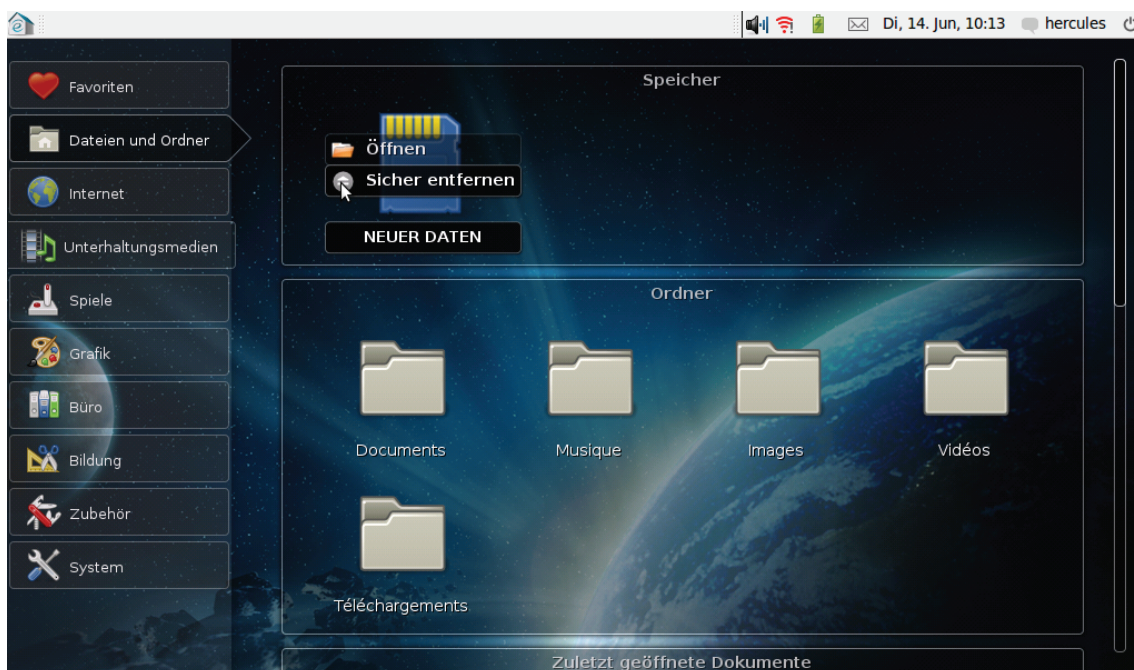 Di, 14. Jun, 10:13 hercules
Favoriten
Dateien und Ordner
Internet
Unterhaltungsmedien
Spiele
Grafik
Büro
Bildung
Zubehör
System
Speicher
Öffnen
Sicher entfernen
NEUER DATEN
Ordner
Documents
Musique
Images
Vidéos
Téléchargements
Zuletzt geöffnete Dokumente